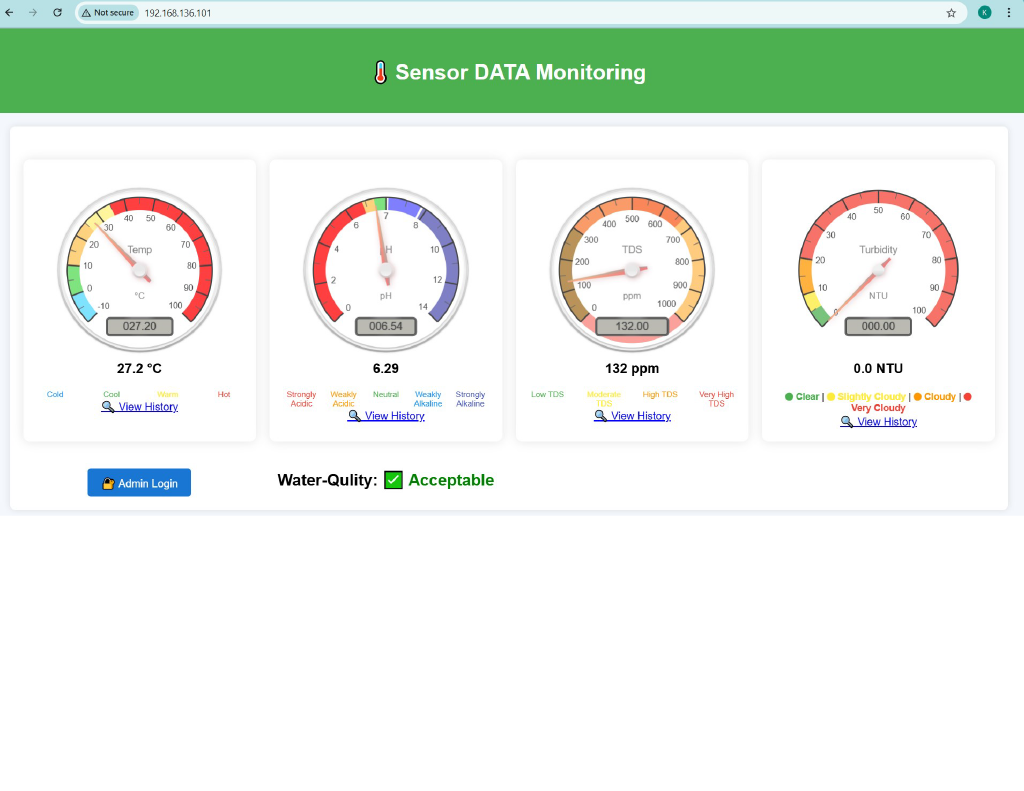 Not secure 192.168.136.101 K
🌡️ Sensor DATA Monitoring
-10 0 10 20 30 40 50 60 70 80 90 100
Temp
°C
027.20
27.2 °C
Cold Cool Warm Hot
🔍 View History
0 2 4 6 7 8 10 12 14
H
pH
006.54
6.29
Strongly Acidic Weakly Acidic Neutral Weakly Alkaline Strongly Alkaline
🔍 View History
0 100 200 300 400 500 600 700 800 900 1000
TDS
ppm
132.00
132 ppm
Low TDS Moderate TDS High TDS Very High TDS
🔍 View History
0 10 20 30 40 50 60 70 80 90 100
Turbidity
NTU
000.00
0.0 NTU
Clear | Slightly Cloudy | Cloudy |
Very Cloudy
🔍 View History
🔐 Admin Login
Water-Qulity: ✅ Acceptable